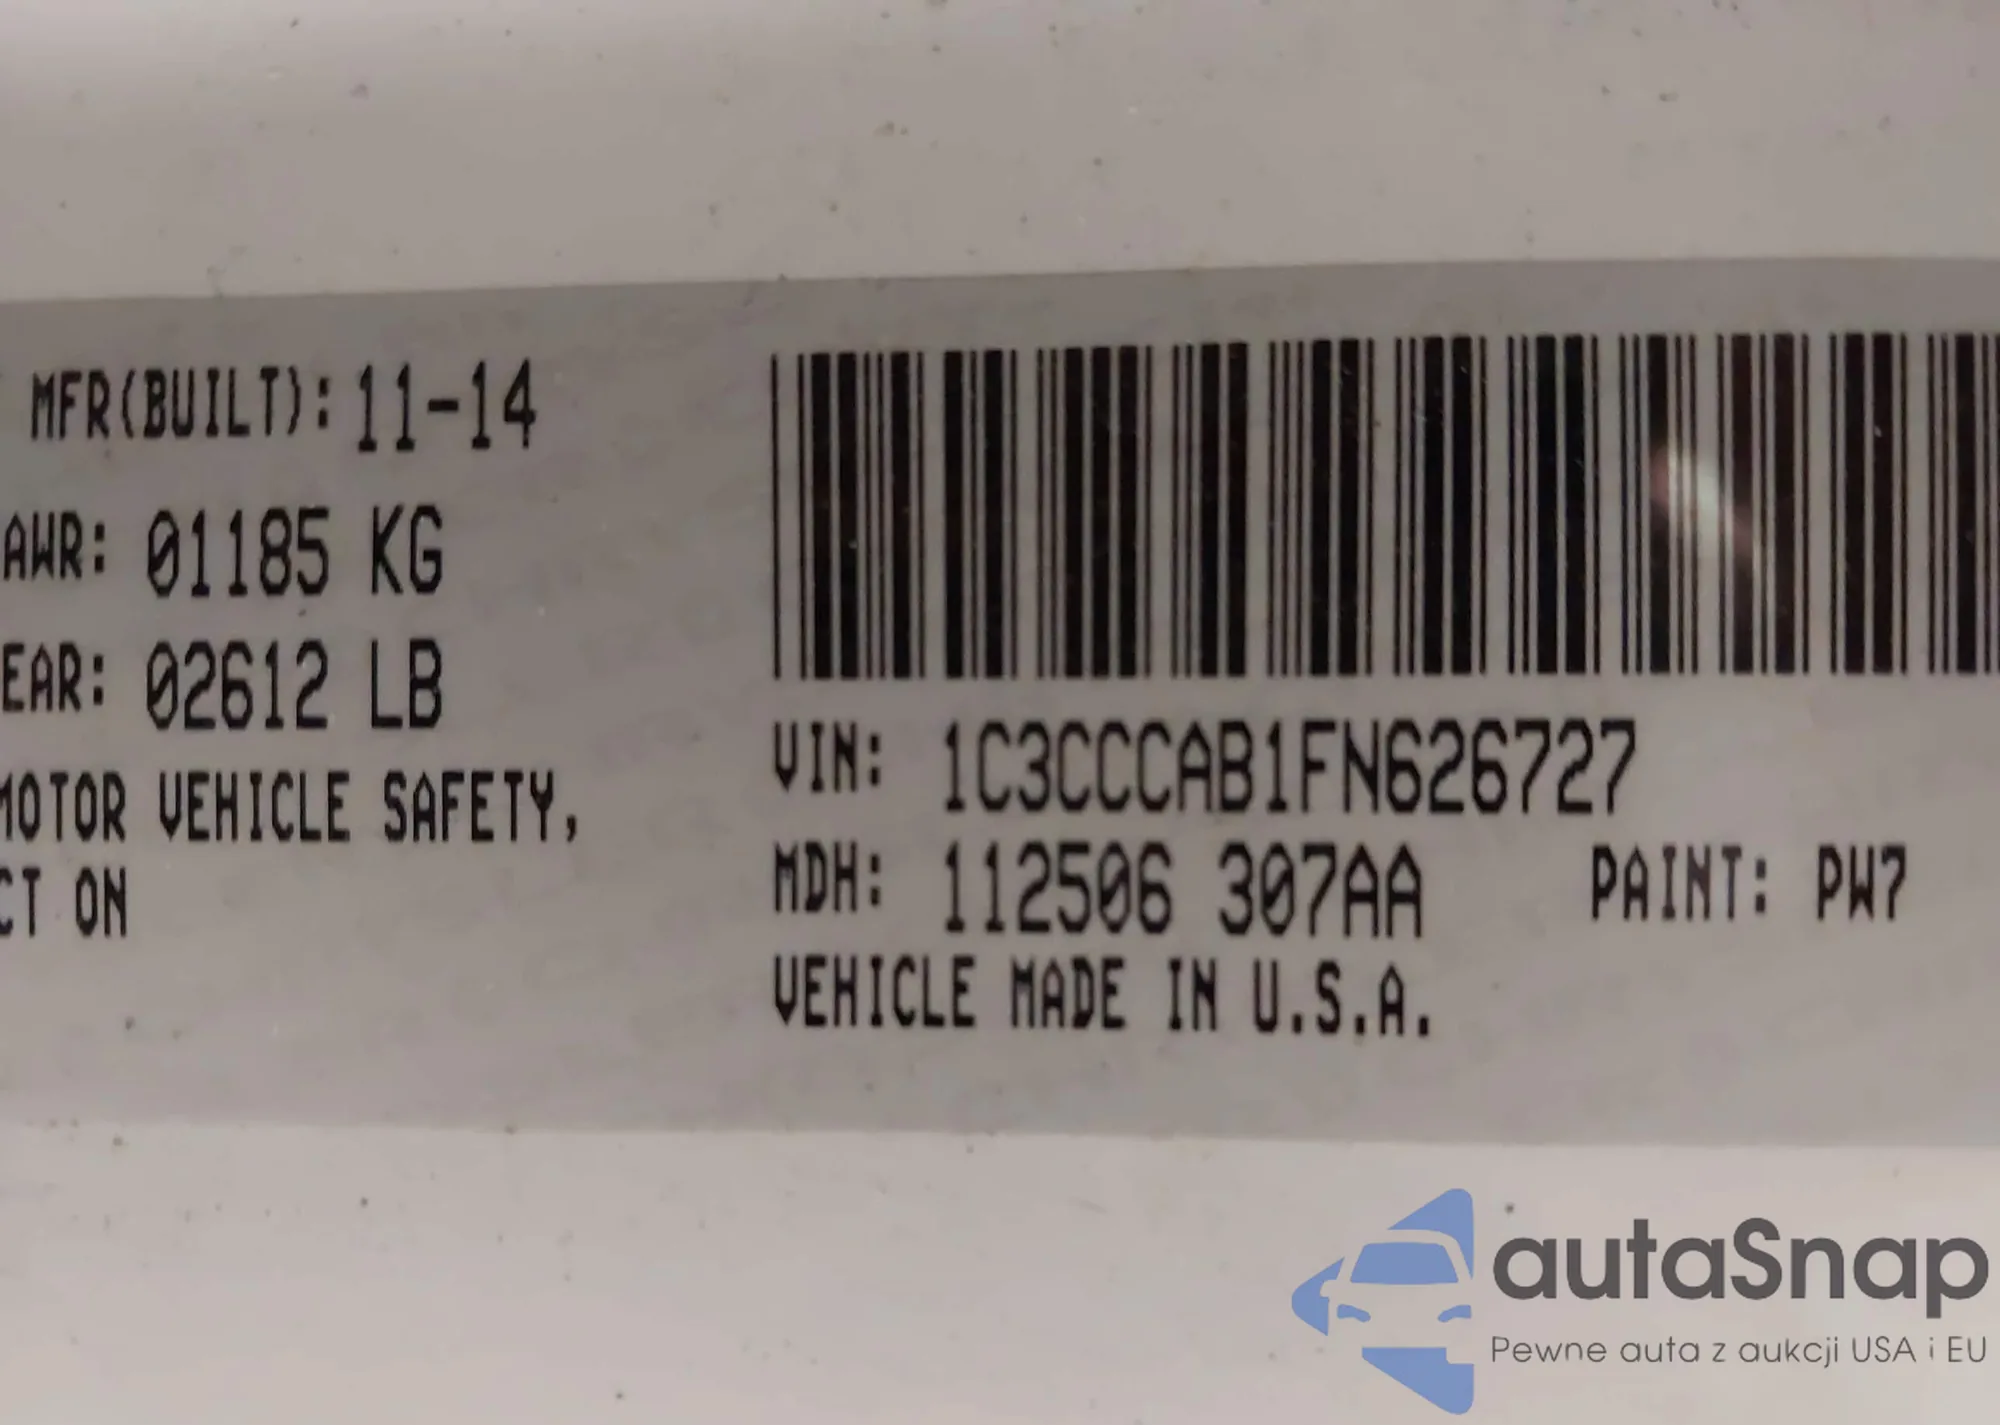 MFR(BUILT): 11-14
AWR: 01185 KG
EAR: 02612 LB
MOTOR VEHICLE SAFETY,
CT ON
VIN: 1C3CCCAB1FN626727
MDH: 112506 307AA PAINT: PW7
VEHICLE MADE IN U.S.A.
autaSnap
Pewne auta z aukcji USA i EU